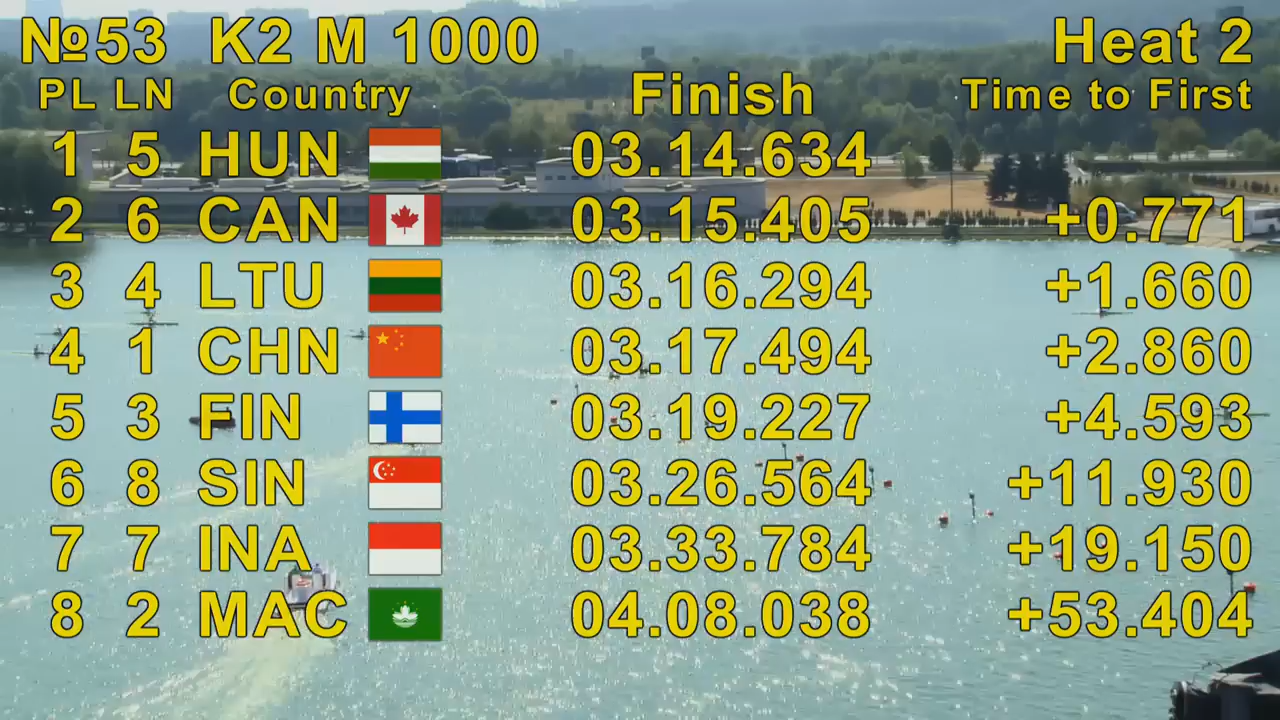 №53 K2 M 1000 Heat 2
PL LN Country Finish Time to First
1 5 HUN 03.14.634
2 6 CAN 03.15.405 +0.771
3 4 LTU 03.16.294 +1.660
4 1 CHN 03.17.494 +2.860
5 3 FIN 03.19.227 +4.593
6 8 SIN 03.26.564 +11.930
7 7 INA 03.33.784 +19.150
8 2 MAC 04.08.038 +53.404